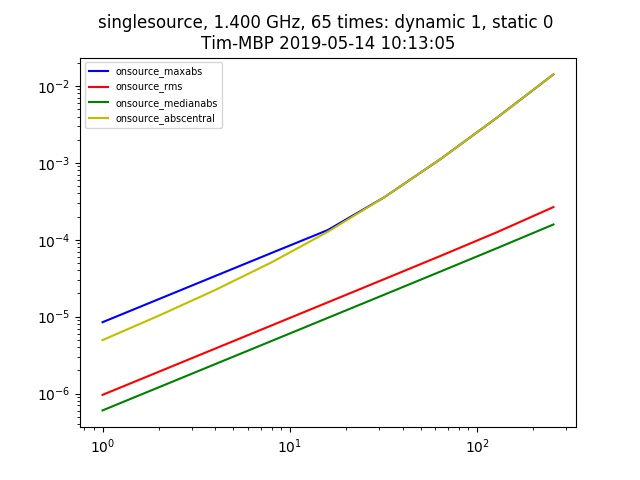 singlesource, 1.400 GHz, 65 times: dynamic 1, static 0
Tim-MBP 2019-05-14 10:13:05
onsource_maxabs
onsource_rms
onsource_medianabs
onsource_abscentral
10⁻²
10⁻³
10⁻⁴
10⁻⁵
10⁻⁶
10⁰ 10¹ 10²